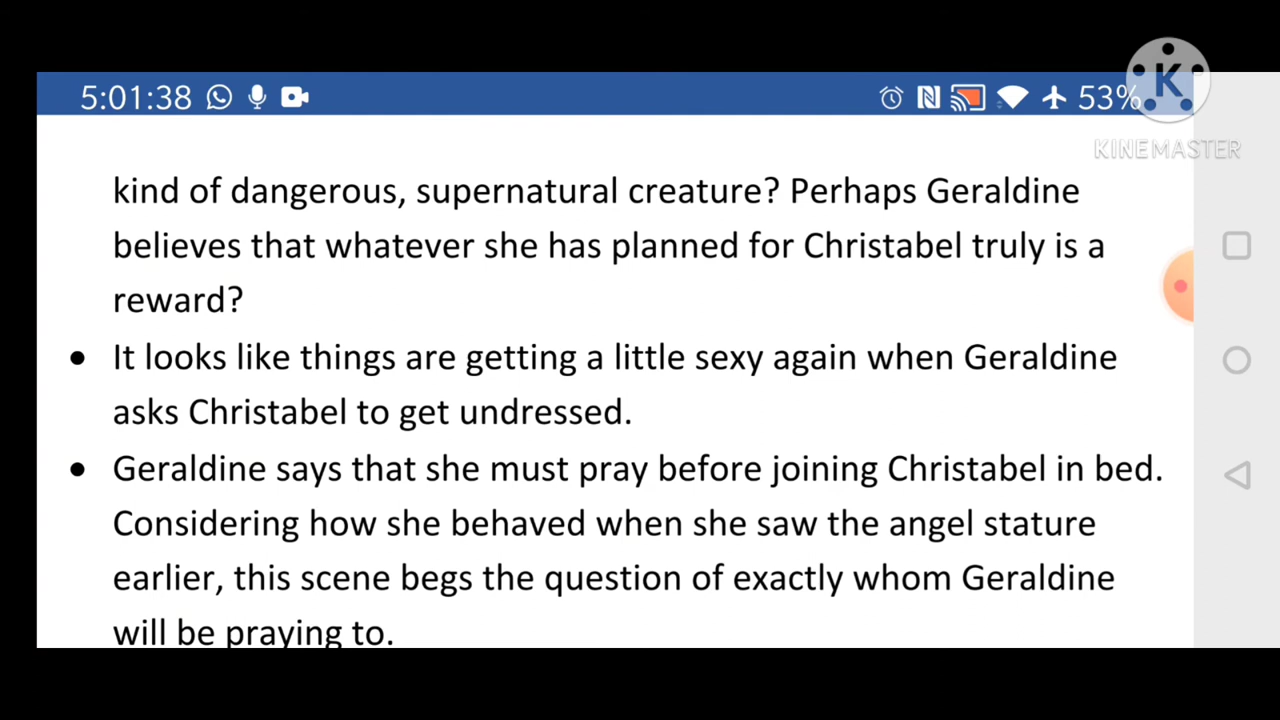 5:01:38 53%
K
KINEMASTER
kind of dangerous, supernatural creature? Perhaps Geraldine
believes that whatever she has planned for Christabel truly is a
reward?
• It looks like things are getting a little sexy again when Geraldine
asks Christabel to get undressed.
• Geraldine says that she must pray before joining Christabel in bed.
Considering how she behaved when she saw the angel stature
earlier, this scene begs the question of exactly whom Geraldine
will be praying to.